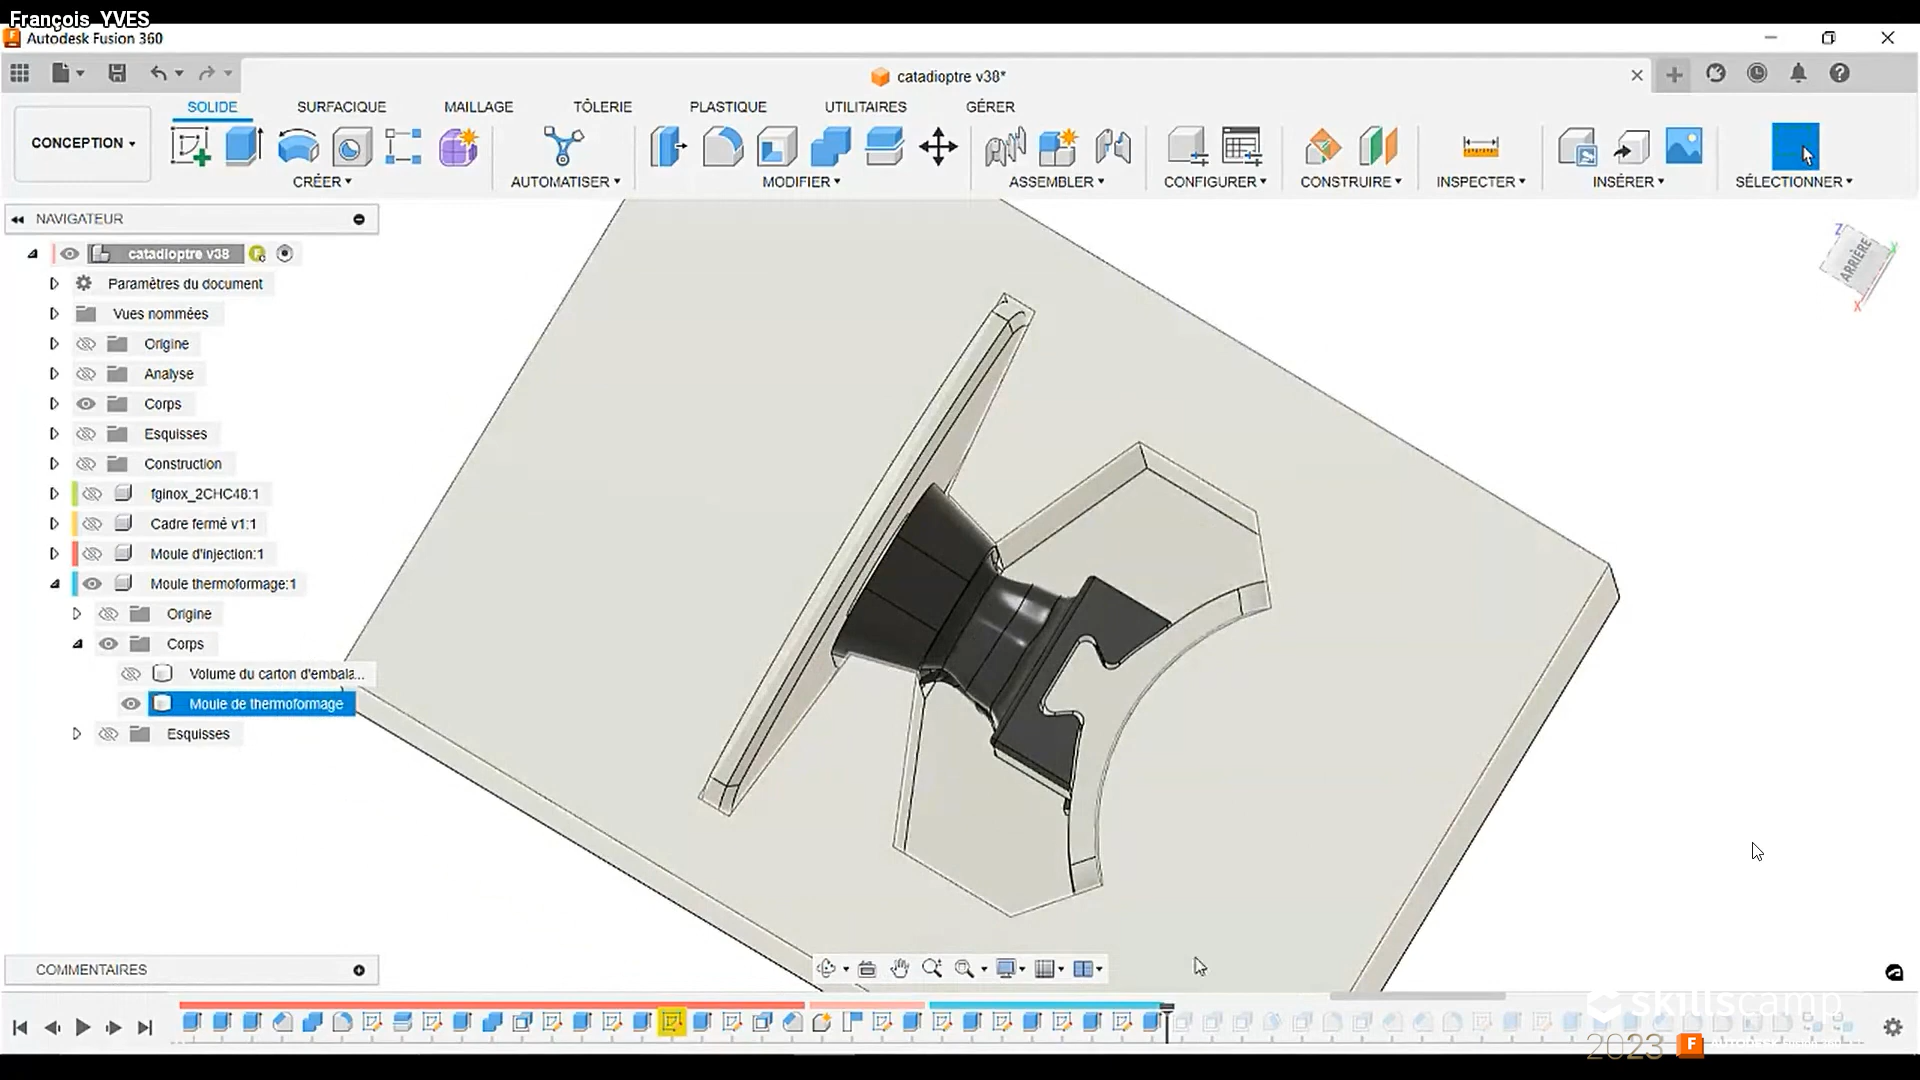 François_YVES
Autodesk Fusion 360
catadioptre v38*
CONCEPTION
SOLIDE
SURFACIQUE
MAILLAGE
TÔLERIE
PLASTIQUE
UTILITAIRES
GÉRER
CRÉER
AUTOMATISER
MODIFIER
ASSEMBLER
CONFIGURER
CONSTRUIRE
INSPECTER
INSÉRER
SÉLECTIONNER
NAVIGATEUR
catadioptre v38
Paramètres du document
Vues nommées
Origine
Analyse
Corps
Esquisses
Construction
fginox_2CHC48:1
Cadre fermé v1:1
Moule d'injection:1
Moule thermoformage:1
Origine
Corps
Volume du carton d'embala...
Moule de thermoformage
Esquisses
ARRIÈRE
Z
X
COMMENTAIRES
skillscamp
2023